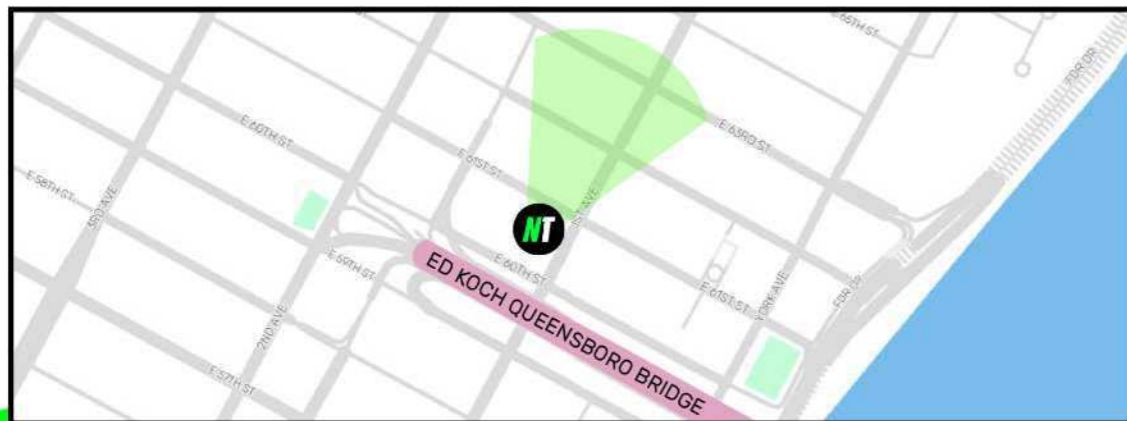 E 65TH ST
FDR DR
E 60TH ST
E 61ST ST
E 63RD ST
E 58TH ST
3RD AVE
1ST AVE
NT
E 59TH ST
E 60TH ST
ED KOCH QUEENSBORO BRIDGE
E 61ST ST
YORK AVE
FDR DR
2ND AVE
E 57TH ST